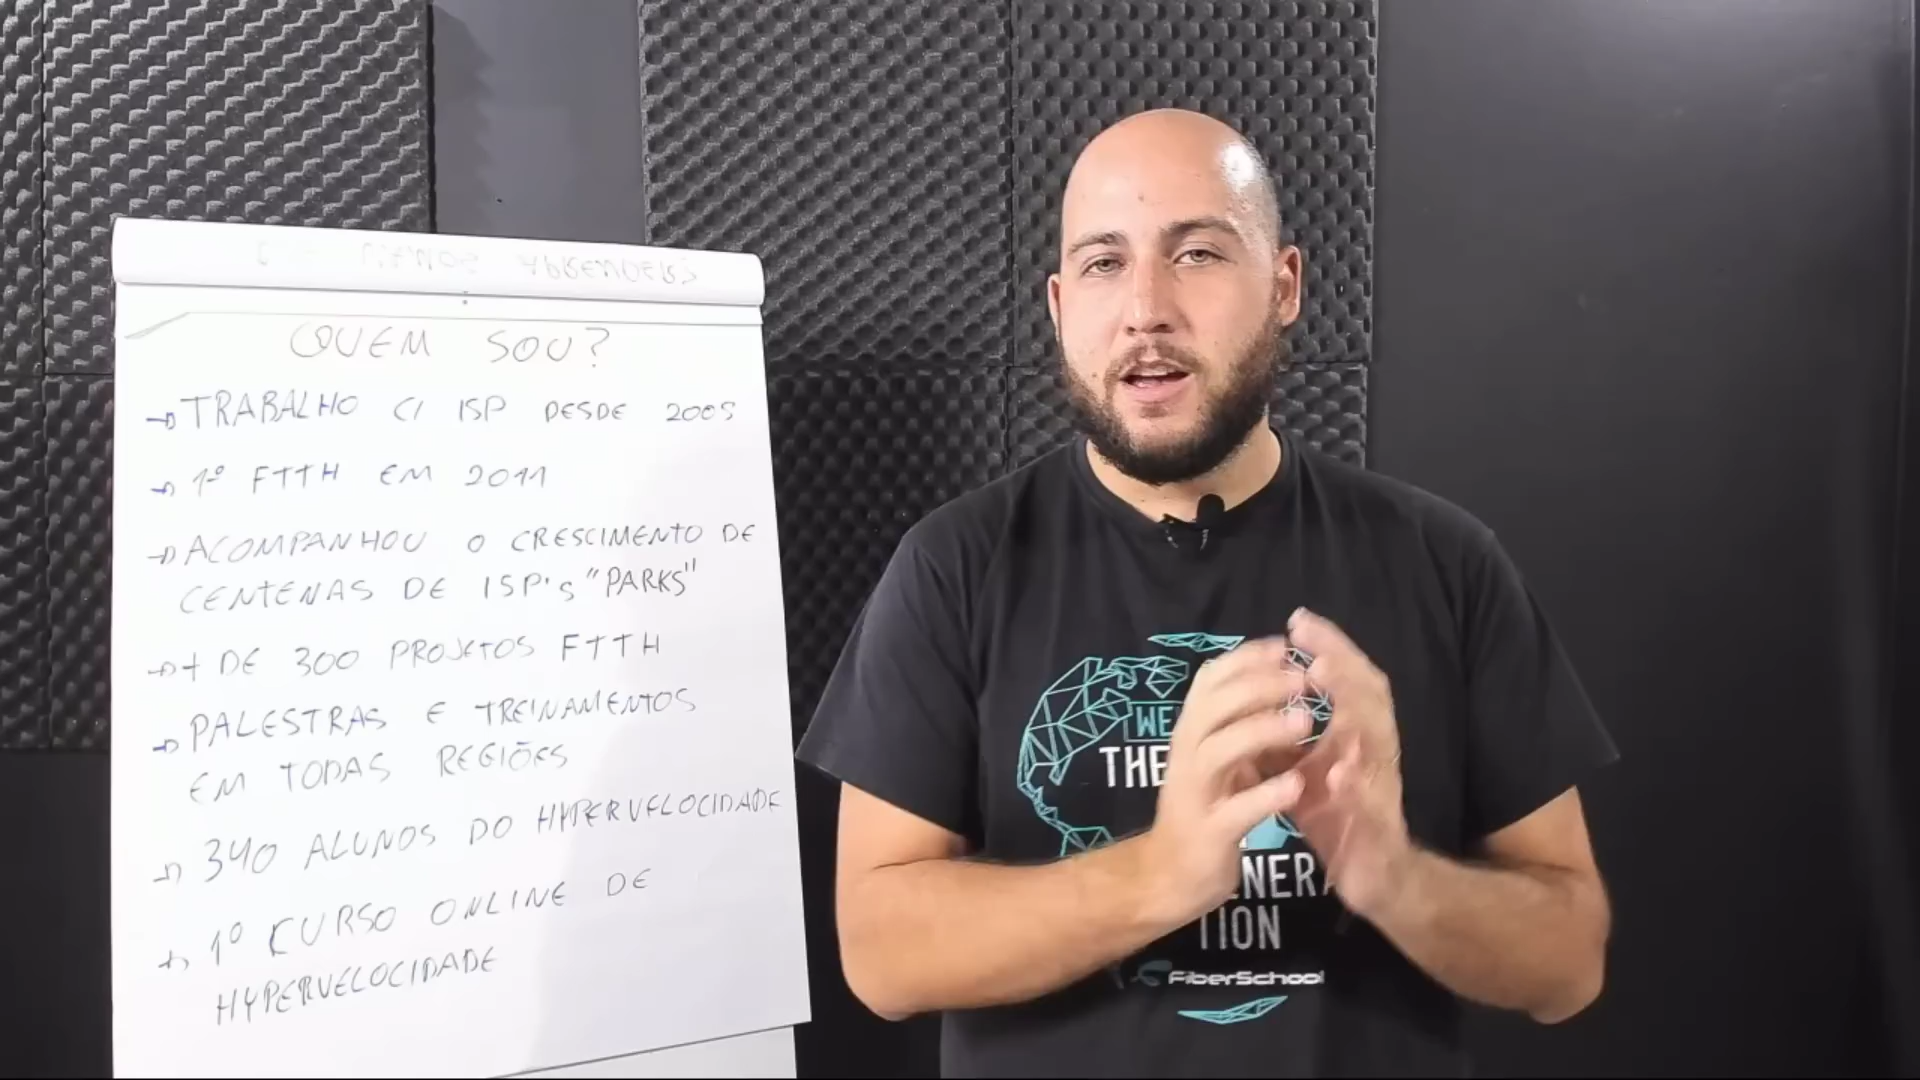 QUEM SOU?
→ TRABALHO C/ ISP DESDE 2005
→ 1º FTTH EM 2011
→ ACOMPANHOU O CRESCIMENTO DE
CENTENAS DE ISP's "PARKS"
→ + DE 300 PROJETOS FTTH
→ PALESTRAS E TREINAMENTOS
EM TODAS REGIÕES
→ 340 ALUNOS DO HYPERVELOCIDADE
→ 1º CURSO ONLINE DE
HYPERVELOCIDADE
WE
THE
ENERA
TION
FiberSchool